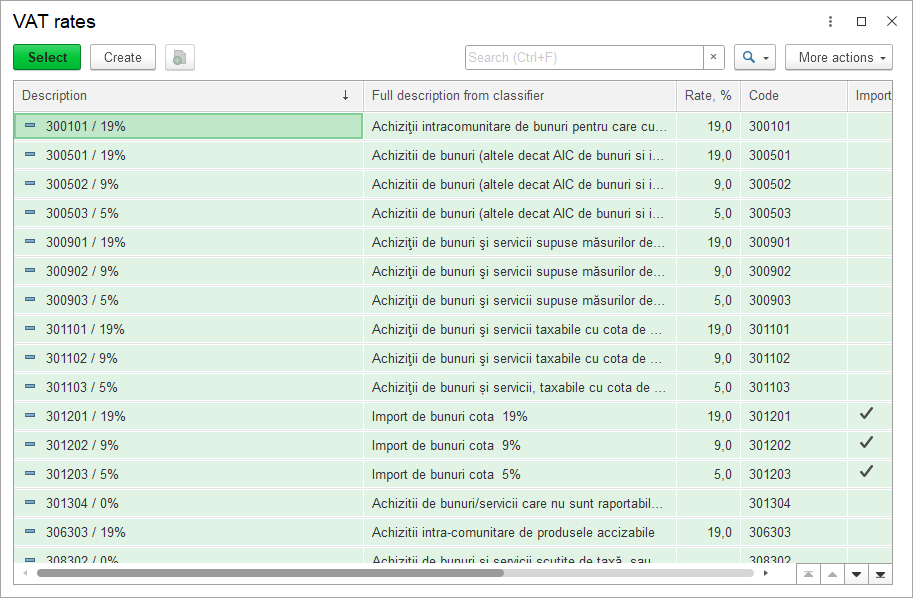 VAT rates
Select Create Search (Ctrl+F) × More actions
Description ↓ Full description from classifier Rate, % Code Import
300101 / 19% Achiziţii intracomunitare de bunuri pentru care cu... 19,0 300101
300501 / 19% Achizitii de bunuri (altele decat AIC de bunuri si i... 19,0 300501
300502 / 9% Achizitii de bunuri (altele decat AIC de bunuri si i... 9,0 300502
300503 / 5% Achizitii de bunuri (altele decat AIC de bunuri si i... 5,0 300503
300901 / 19% Achiziţii de bunuri şi servicii supuse măsurilor de... 19,0 300901
300902 / 9% Achiziţii de bunuri şi servicii supuse măsurilor de... 9,0 300902
300903 / 5% Achiziţii de bunuri şi servicii supuse măsurilor de... 5,0 300903
301101 / 19% Achiziţii de bunuri şi servicii taxabile cu cota de ... 19,0 301101
301102 / 9% Achiziţii de bunuri şi servicii taxabile cu cota de ... 9,0 301102
301103 / 5% Achiziţii de bunuri și servicii, taxabile cu cota de ... 5,0 301103
301201 / 19% Import de bunuri cota 19% 19,0 301201 ✓
301202 / 9% Import de bunuri cota 9% 9,0 301202 ✓
301203 / 5% Import de bunuri cota 5% 5,0 301203 ✓
301304 / 0% Achizitii de bunuri/servicii care nu sunt raportabil... 301304
306303 / 19% Achizitii intra-comunitare de produsele accizabile 19,0 306303
308302 / 0% Achizitii de bunuri si servicii scutite de taxă, sau 308302